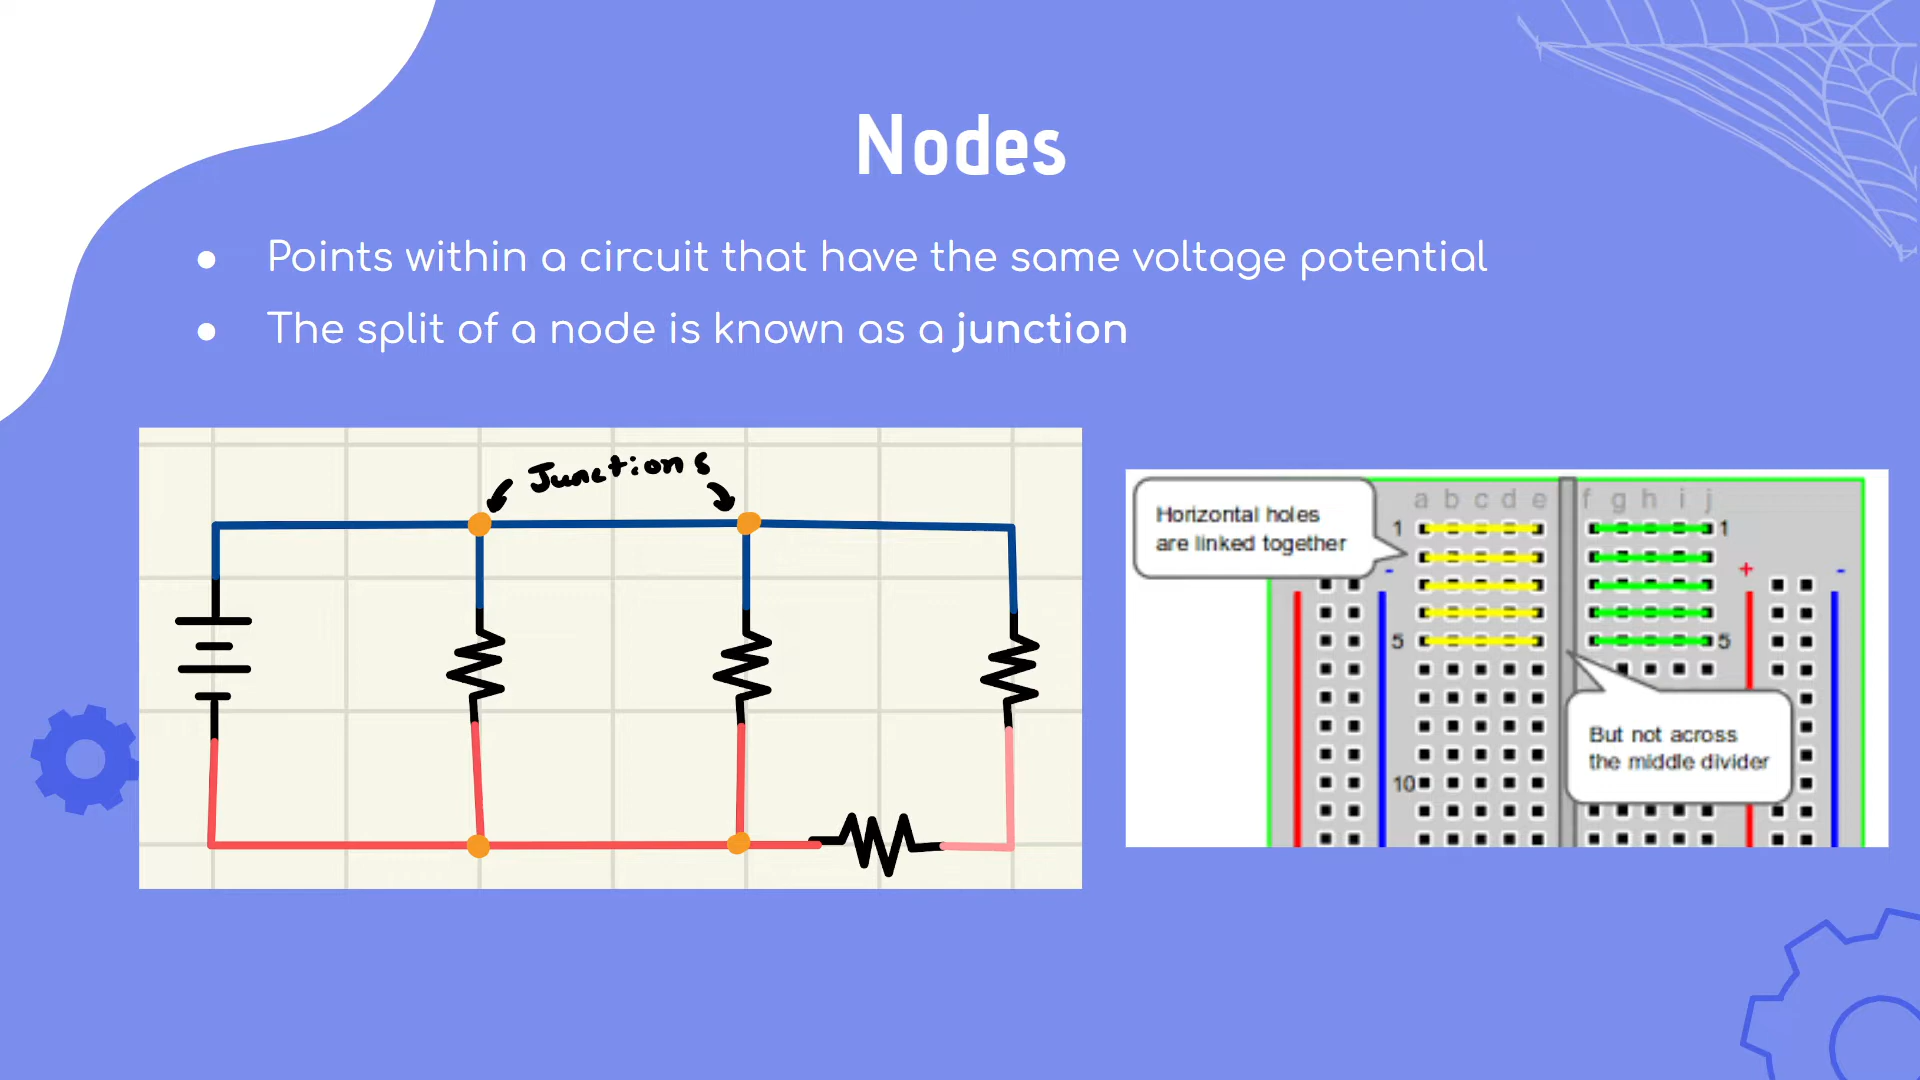 Nodes
● Points within a circuit that have the same voltage potential
● The split of a node is known as a junction
Junctions
Horizontal holes
are linked together
a b c d e f g h i j
1 1
- + -
5 5
But not across
the middle divider
10